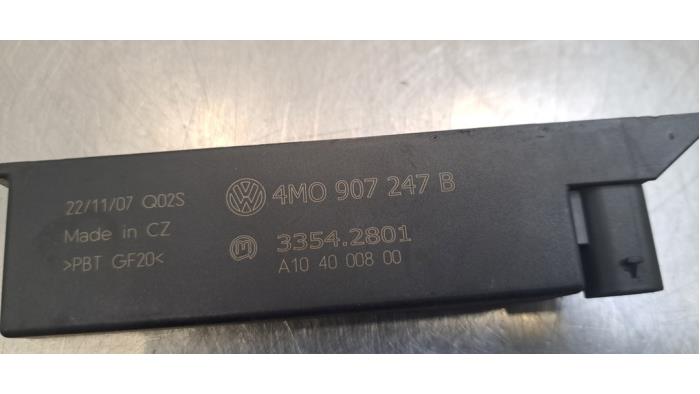 22/11/07 Q02S
Made in CZ
>PBT GF20<
4M0 907 247 B
3354.2801
A10 40 008 00